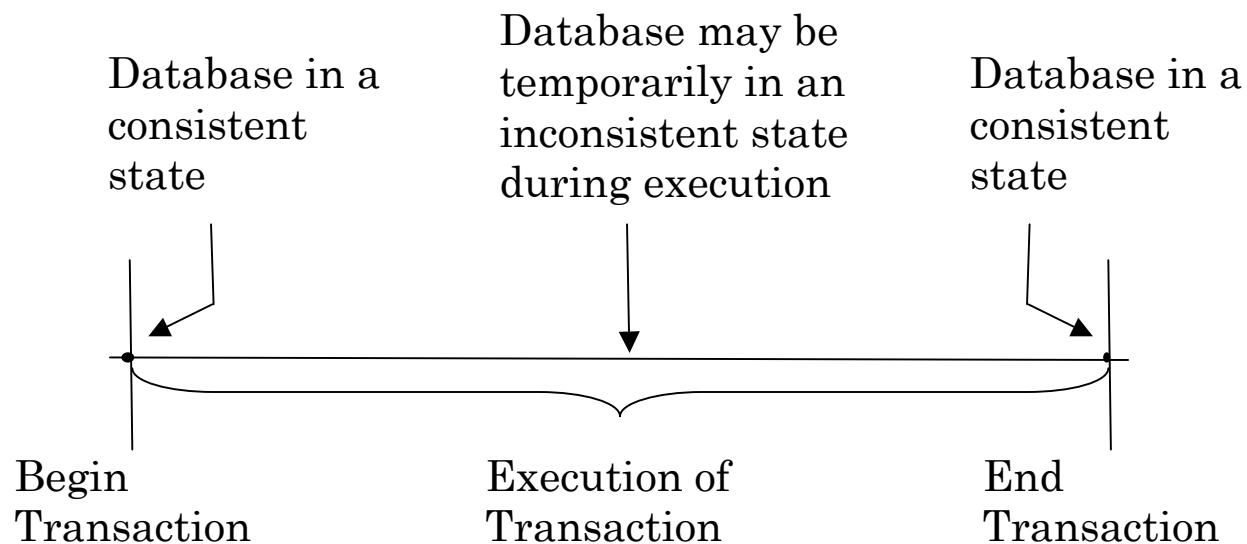 Database in a
consistent
state
Database may be
temporarily in an
inconsistent state
during execution
Database in a
consistent
state
Begin
Transaction
Execution of
Transaction
End
Transaction